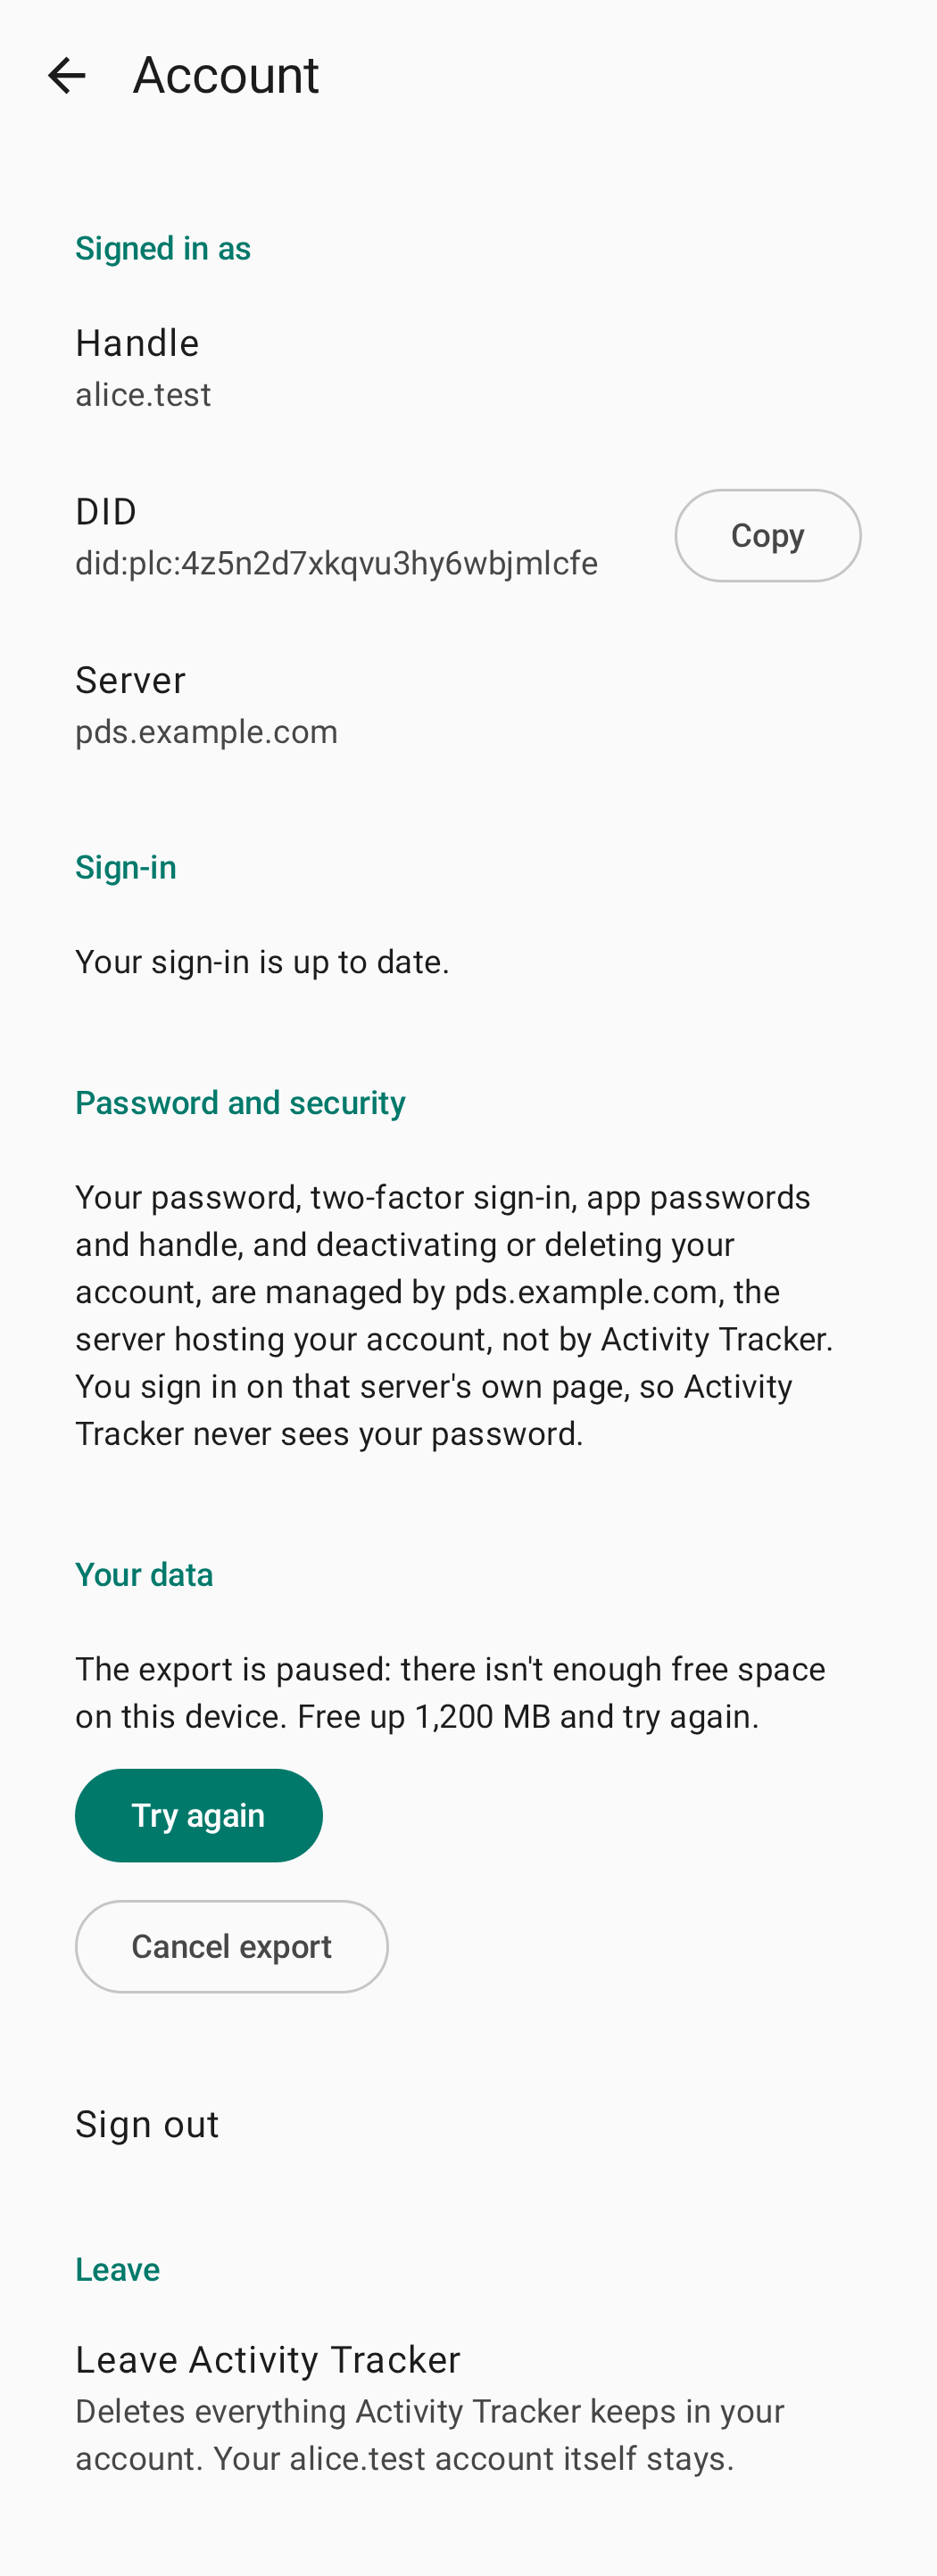 Account
Signed in as
Handle
alice.test
DID
did:plc:4z5n2d7xkqvu3hy6wbjmlcfe
Copy
Server
pds.example.com
Sign-in
Your sign-in is up to date.
Password and security
Your password, two-factor sign-in, app passwords
and handle, and deactivating or deleting your
account, are managed by pds.example.com, the
server hosting your account, not by Activity Tracker.
You sign in on that server's own page, so Activity
Tracker never sees your password.
Your data
The export is paused: there isn't enough free space
on this device. Free up 1,200 MB and try again.
Try again
Cancel export
Sign out
Leave
Leave Activity Tracker
Deletes everything Activity Tracker keeps in your
account. Your alice.test account itself stays.